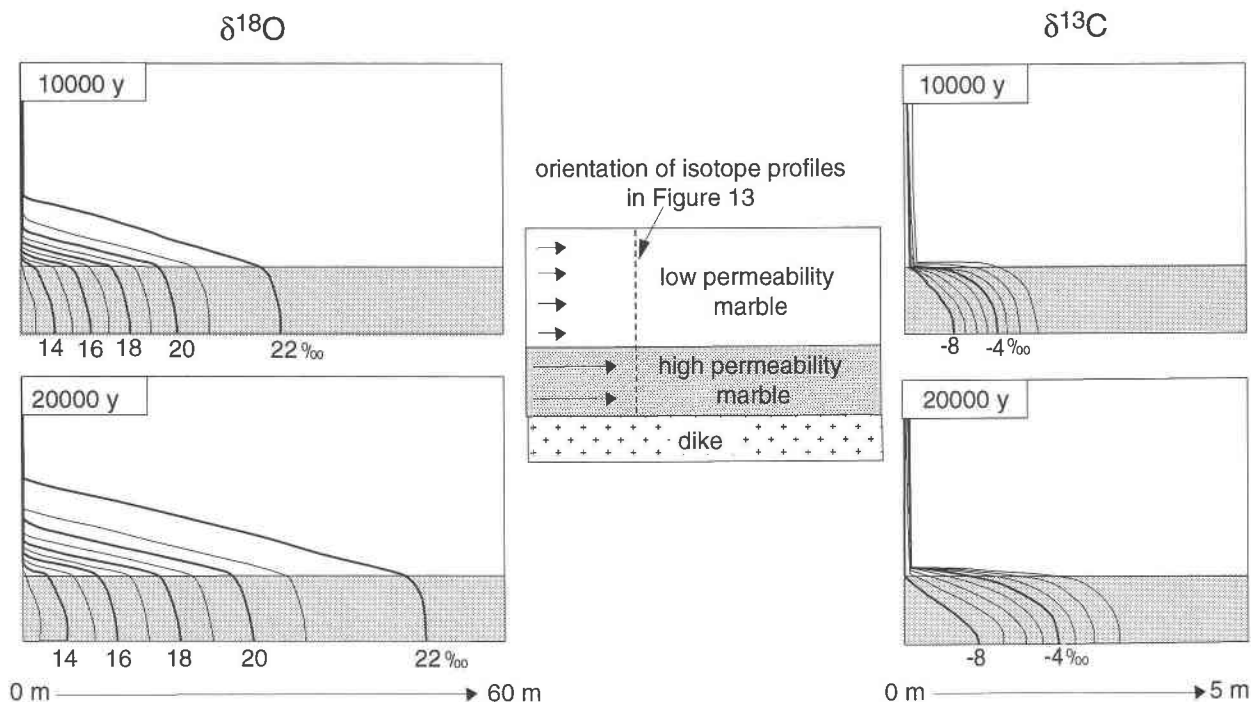 δ¹⁸O
10000 y
14 16 18 20 22‰
20000 y
14 16 18 20 22‰
0 m 60 m
orientation of isotope profiles
in Figure 13
low permeability
marble
high permeability
marble
dike
δ¹³C
10000 y
-8 -4‰
20000 y
-8 -4‰
0 m 5 m